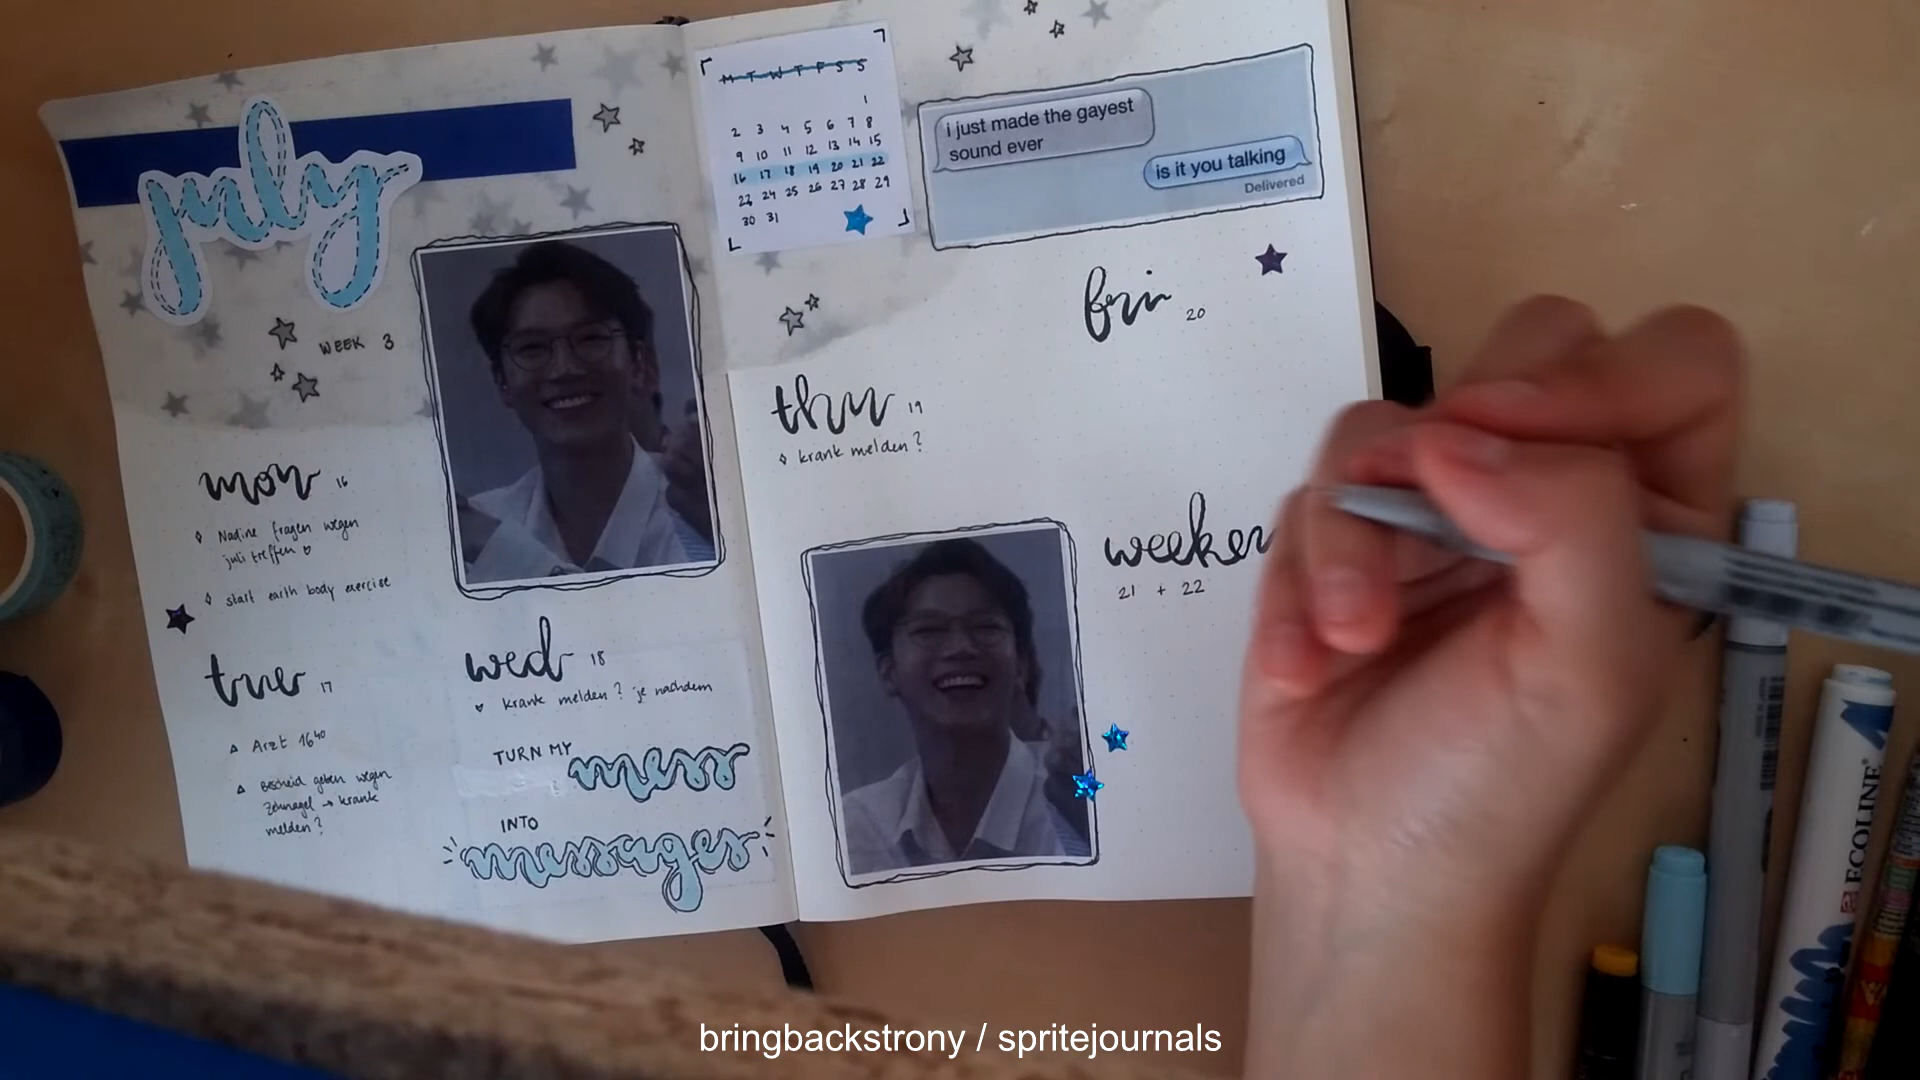 july
WEEK 3
mon 16
Nadine fragen wegen
juli treffen
start earth body exercise
tue 17
Arzt 16⁴⁰
Bescheid geben wegen
Zehnagel → krank
melden?
wed 18
krank melden? je nachdem
TURN MY mess
INTO
messages
M T W T F S S
1
2 3 4 5 6 7 8
9 10 11 12 13 14 15
16 17 18 19 20 21 22
23 24 25 26 27 28 29
30 31
i just made the gayest
sound ever
is it you talking
Delivered
thu 19
krank melden?
fri 20
weeken
21 + 22
ECOLINE
bringbackstrony / spritejournals